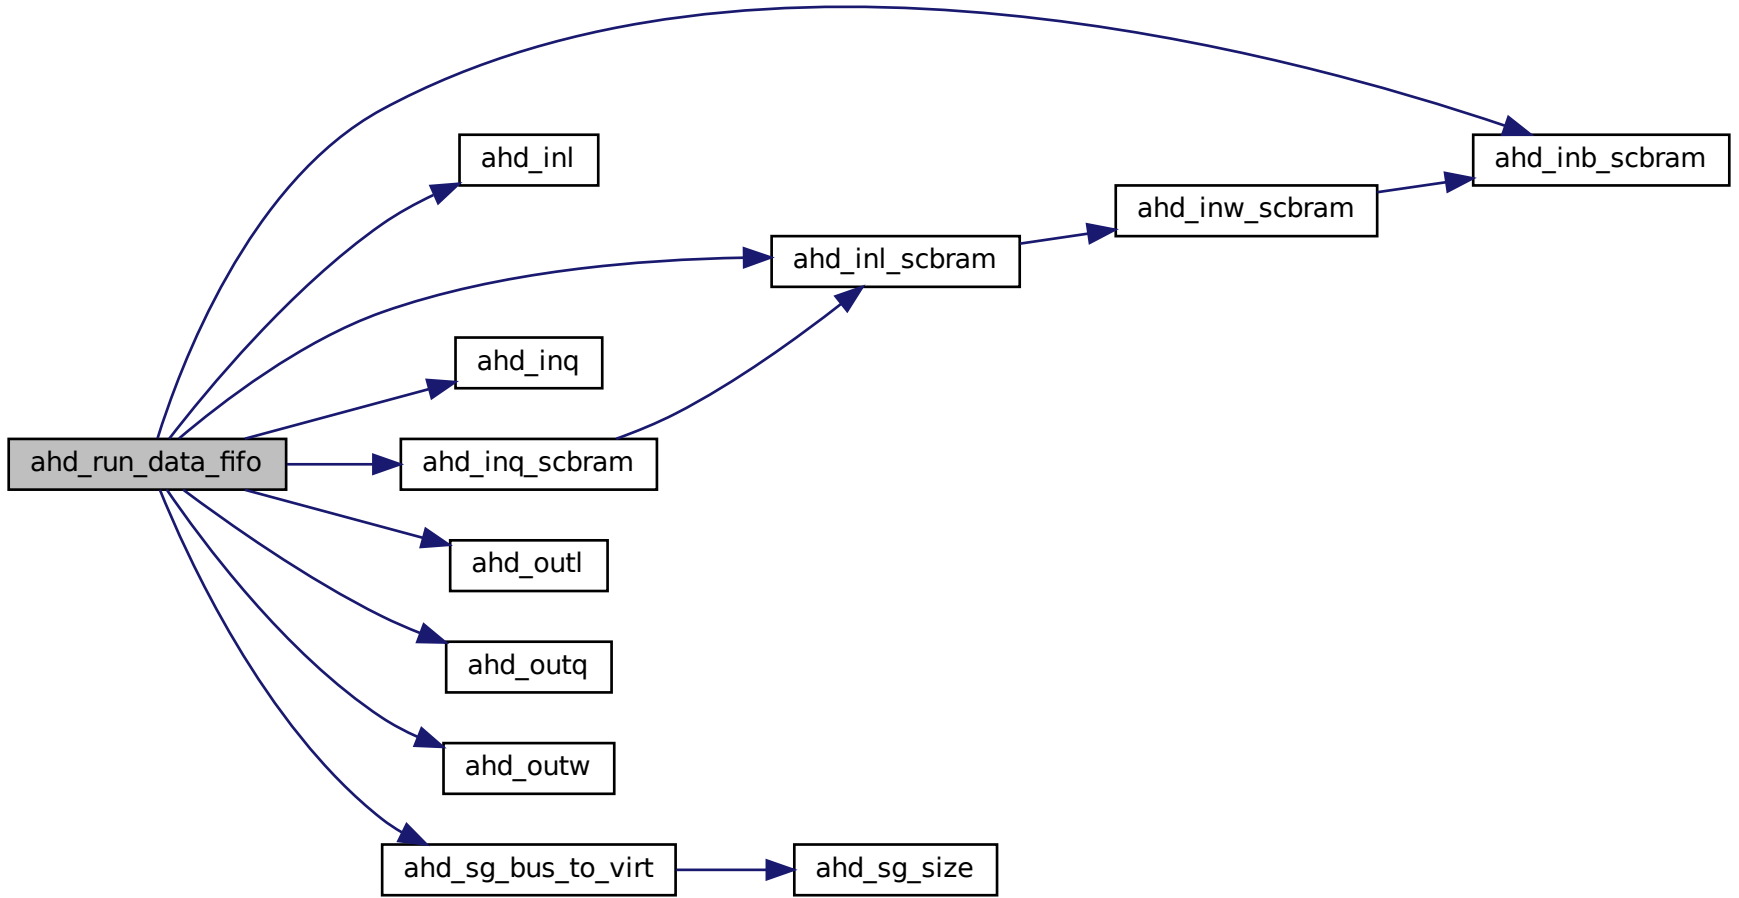 ahd_inl
ahd_inb_scbram
ahd_inw_scbram
ahd_inl_scbram
ahd_inq
ahd_run_data_fifo
ahd_inq_scbram
ahd_outl
ahd_outq
ahd_outw
ahd_sg_bus_to_virt
ahd_sg_size